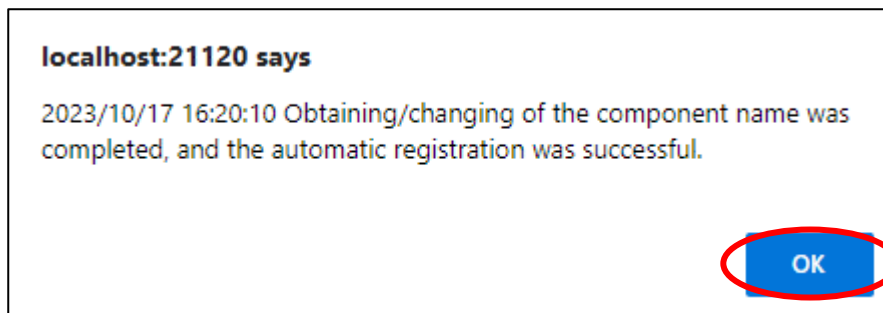 localhost:21120 says
2023/10/17 16:20:10 Obtaining/changing of the component name was
completed, and the automatic registration was successful.
OK